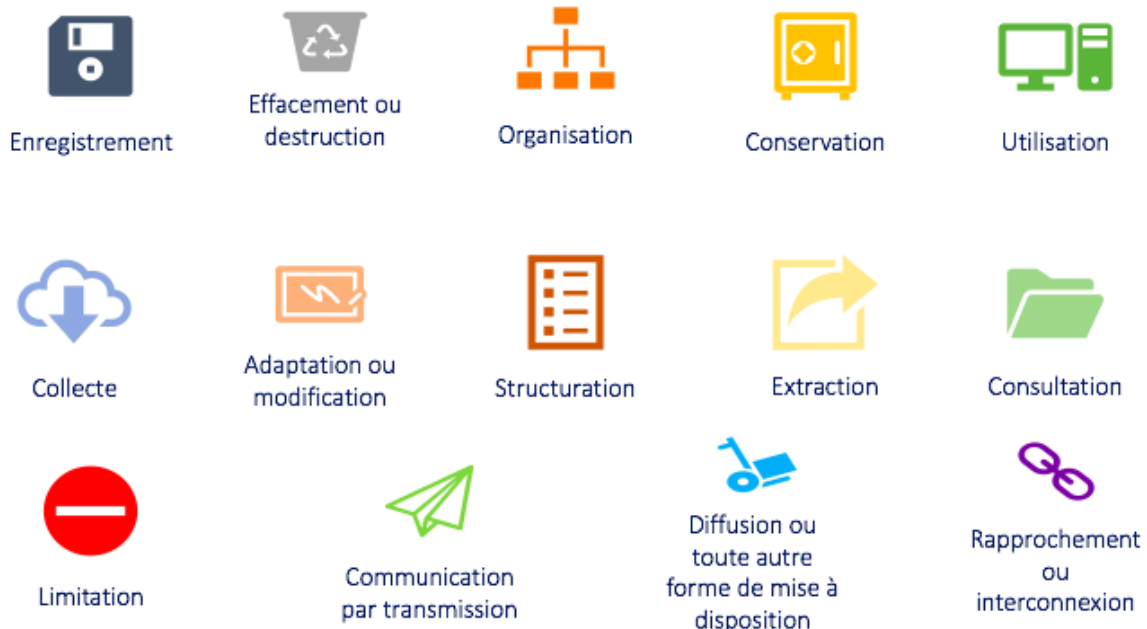 Enregistrement
Effacement ou
destruction
Organisation
Conservation
Utilisation
Collecte
Adaptation ou
modification
Structuration
Extraction
Consultation
Limitation
Communication
par transmission
Diffusion ou
toute autre
forme de mise à
disposition
Rapprochement
ou
interconnexion